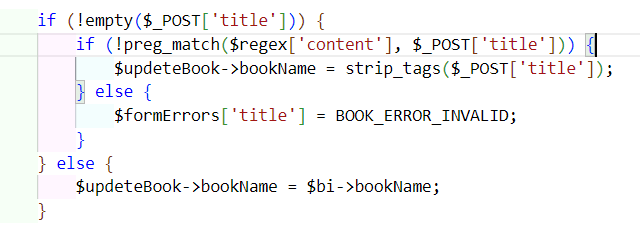 if (!empty($_POST['title'])) {
if (!preg_match($regex['content'], $_POST['title'])) {
$updeteBook->bookName = strip_tags($_POST['title']);
} else {
$formErrors['title'] = BOOK_ERROR_INVALID;
}
} else {
$updeteBook->bookName = $bi->bookName;
}